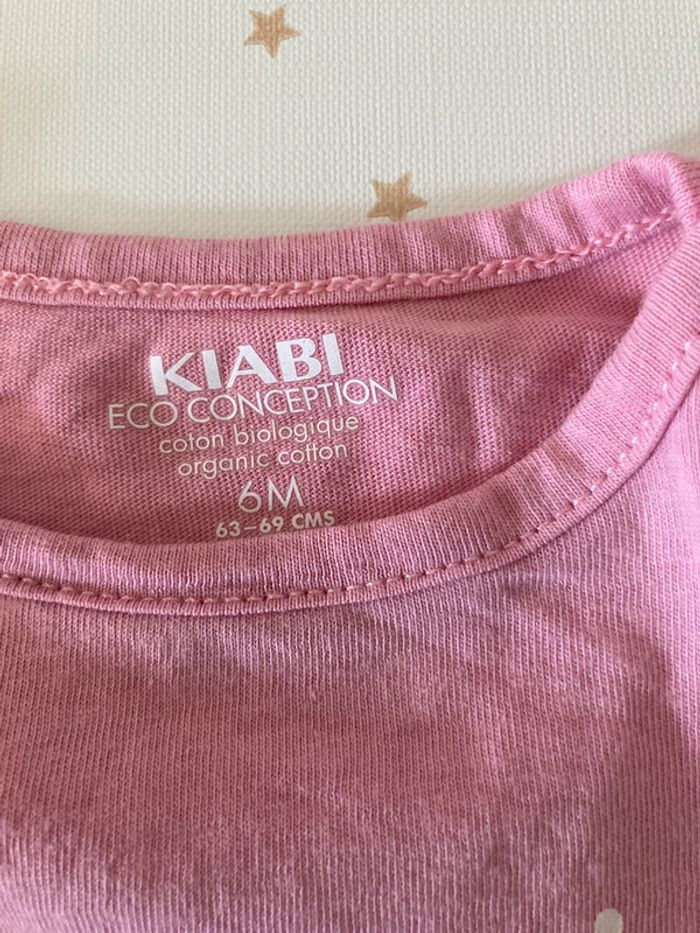 KIABI
ECO CONCEPTION
coton biologique
organic cotton
6M
63-69 CMS